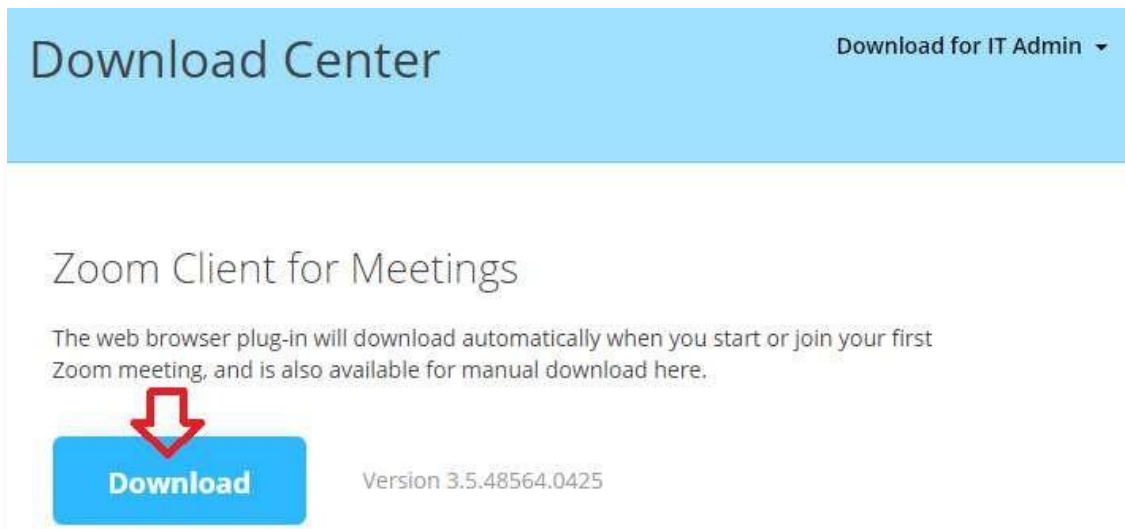 Download Center
Download for IT Admin
Zoom Client for Meetings
The web browser plug-in will download automatically when you start or join your first
Zoom meeting, and is also available for manual download here.
Download
Version 3.5.48564.0425